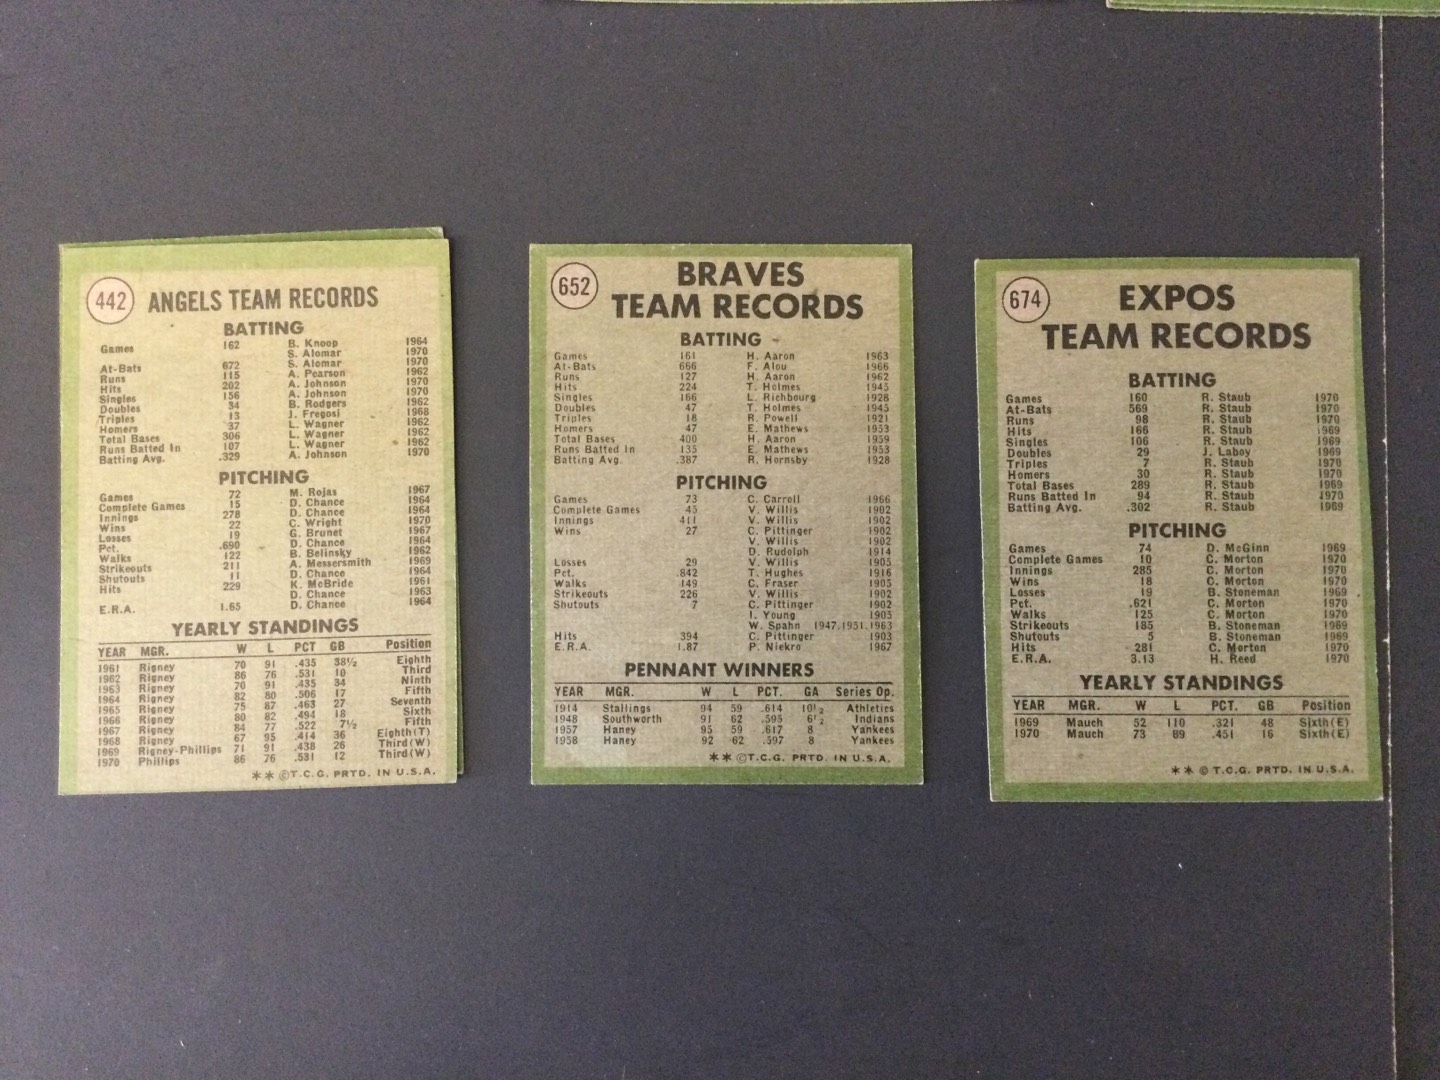 442
ANGELS TEAM RECORDS
BATTING
Games 162 B. Knoop 1964
S. Alomar 1970
At-Bats 672 S. Alomar 1970
Runs 115 A. Pearson 1962
Hits 202 A. Johnson 1970
Singles 156 A. Johnson 1970
Doubles 34 B. Rodgers 1962
Triples 13 J. Fregosi 1968
Homers 37 L. Wagner 1962
Total Bases 306 L. Wagner 1962
Runs Batted In 107 L. Wagner 1962
Batting Avg. .329 A. Johnson 1970
PITCHING
Games 72 M. Rojas 1967
Complete Games 15 D. Chance 1964
Innings 278 D. Chance 1964
Wins 22 C. Wright 1970
Losses 19 G. Brunet 1967
Pct. .690 D. Chance 1964
Walks 122 B. Belinsky 1962
Strikeouts 211 A. Messersmith 1969
Shutouts 11 D. Chance 1964
Hits 229 K. McBride 1961
D. Chance 1963
E.R.A. 1.65 D. Chance 1964
YEARLY STANDINGS
YEAR MGR. W L PCT GB Position
1961 Rigney 70 91 .435 38½ Eighth
1962 Rigney 86 76 .531 10 Third
1963 Rigney 70 91 .435 34 Ninth
1964 Rigney 82 80 .506 17 Fifth
1965 Rigney 75 87 .463 27 Seventh
1966 Rigney 80 82 .494 18 Sixth
1967 Rigney 84 77 .522 7½ Fifth
1968 Rigney 67 95 .414 36 Eighth(T)
1969 Rigney-Phillips 71 91 .438 26 Third(W)
1970 Phillips 86 76 .531 12 Third(W)
** ©T.C.G. PRTD. IN U.S.A.
652
BRAVES
TEAM RECORDS
BATTING
Games 161 H. Aaron 1963
At-Bats 666 F. Alou 1966
Runs 127 H. Aaron 1962
Hits 224 T. Holmes 1945
Singles 166 L. Richbourg 1928
Doubles 47 T. Holmes 1945
Triples 18 R. Powell 1921
Homers 47 E. Mathews 1953
Total Bases 400 H. Aaron 1959
Runs Batted In 135 E. Mathews 1953
Batting Avg. .387 R. Hornsby 1928
PITCHING
Games 73 C. Carroll 1966
Complete Games 45 V. Willis 1902
Innings 411 V. Willis 1902
Wins 27 C. Pittinger 1902
V. Willis 1902
D. Rudolph 1914
Losses 29 V. Willis 1905
Pct. .842 T. Hughes 1916
Walks 149 C. Fraser 1905
Strikeouts 226 V. Willis 1902
Shutouts 7 C. Pittinger 1902
I. Young 1905
W. Spahn 1947,1951,1963
Hits 394 C. Pittinger 1903
E.R.A. 1.87 P. Niekro 1967
PENNANT WINNERS
YEAR MGR. W L PCT. GA Series Op.
1914 Stallings 94 59 .614 10½ Athletics
1948 Southworth 91 62 .595 6½ Indians
1957 Haney 95 59 .617 8 Yankees
1958 Haney 92 62 .597 8 Yankees
** ©T.C.G. PRTD. IN U.S.A.
674
EXPOS
TEAM RECORDS
BATTING
Games 160 R. Staub 1970
At-Bats 569 R. Staub 1970
Runs 98 R. Staub 1970
Hits 166 R. Staub 1969
Singles 106 R. Staub 1969
Doubles 29 J. Laboy 1969
Triples 7 R. Staub 1970
Homers 30 R. Staub 1970
Total Bases 289 R. Staub 1969
Runs Batted In 94 R. Staub 1970
Batting Avg. .302 R. Staub 1969
PITCHING
Games 74 D. McGinn 1969
Complete Games 10 C. Morton 1970
Innings 285 C. Morton 1970
Wins 18 C. Morton 1970
Losses 19 B. Stoneman 1969
Pct. .621 C. Morton 1970
Walks 125 C. Morton 1970
Strikeouts 185 B. Stoneman 1969
Shutouts 5 B. Stoneman 1969
Hits 281 C. Morton 1970
E.R.A. 3.13 H. Reed 1970
YEARLY STANDINGS
YEAR MGR. W L PCT. GB Position
1969 Mauch 52 110 .321 48 Sixth(E)
1970 Mauch 73 89 .451 16 Sixth(E)
** © T.C.G. PRTD. IN U.S.A.